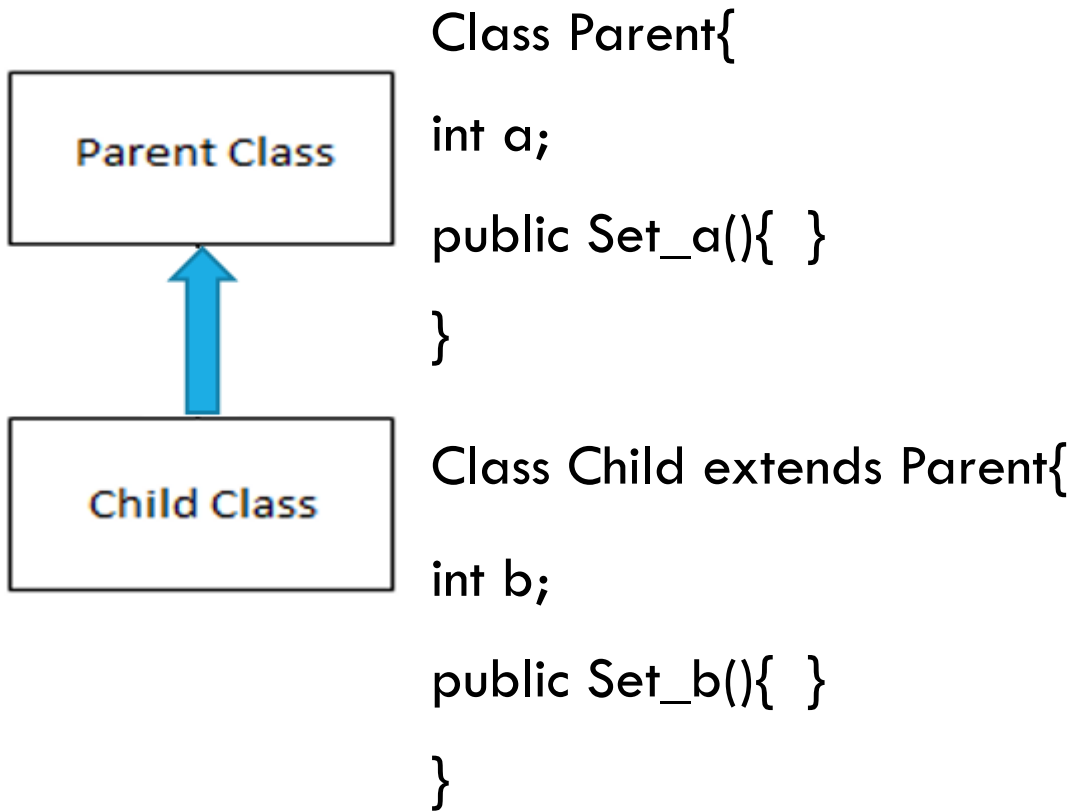 Parent Class
Child Class
Class Parent{
int a;
public Set_a(){  }
}
Class Child extends Parent{
int b;
public Set_b(){  }
}